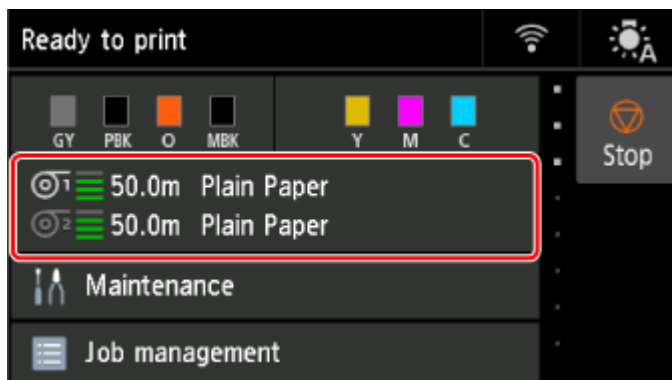 Ready to print
A
GY PBK O MBK Y M C
Stop
1 50.0m Plain Paper
2 50.0m Plain Paper
Maintenance
Job management